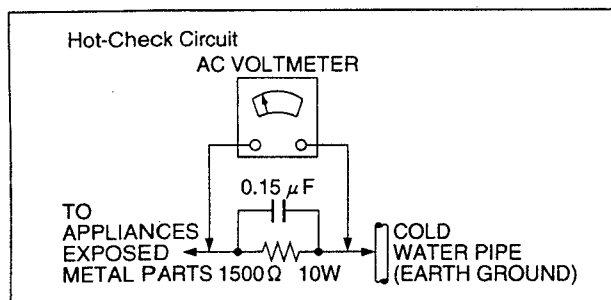 Hot-Check Circuit
AC VOLTMETER
0.15 μF
TO
APPLIANCES
EXPOSED
METAL PARTS
1500Ω 10W
COLD
WATER PIPE
(EARTH GROUND)